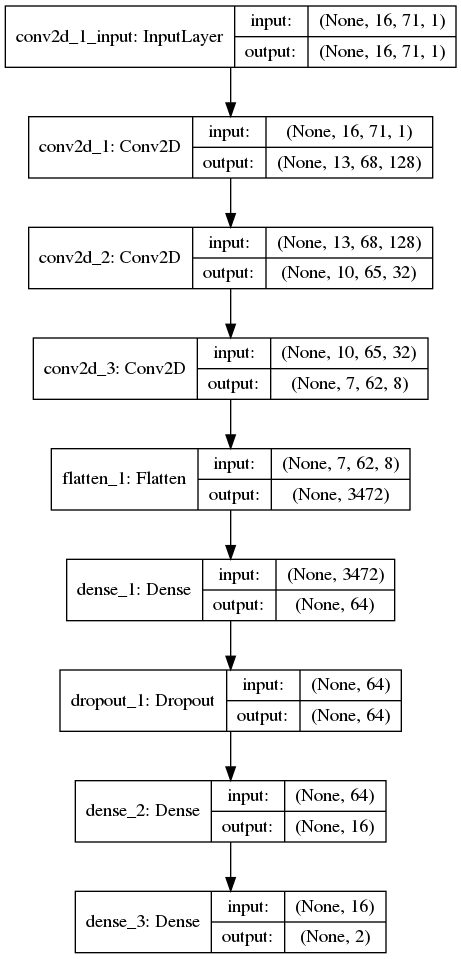 conv2d_1_input: InputLayer input: (None, 16, 71, 1)
output: (None, 16, 71, 1)
conv2d_1: Conv2D input: (None, 16, 71, 1)
output: (None, 13, 68, 128)
conv2d_2: Conv2D input: (None, 13, 68, 128)
output: (None, 10, 65, 32)
conv2d_3: Conv2D input: (None, 10, 65, 32)
output: (None, 7, 62, 8)
flatten_1: Flatten input: (None, 7, 62, 8)
output: (None, 3472)
dense_1: Dense input: (None, 3472)
output: (None, 64)
dropout_1: Dropout input: (None, 64)
output: (None, 64)
dense_2: Dense input: (None, 64)
output: (None, 16)
dense_3: Dense input: (None, 16)
output: (None, 2)